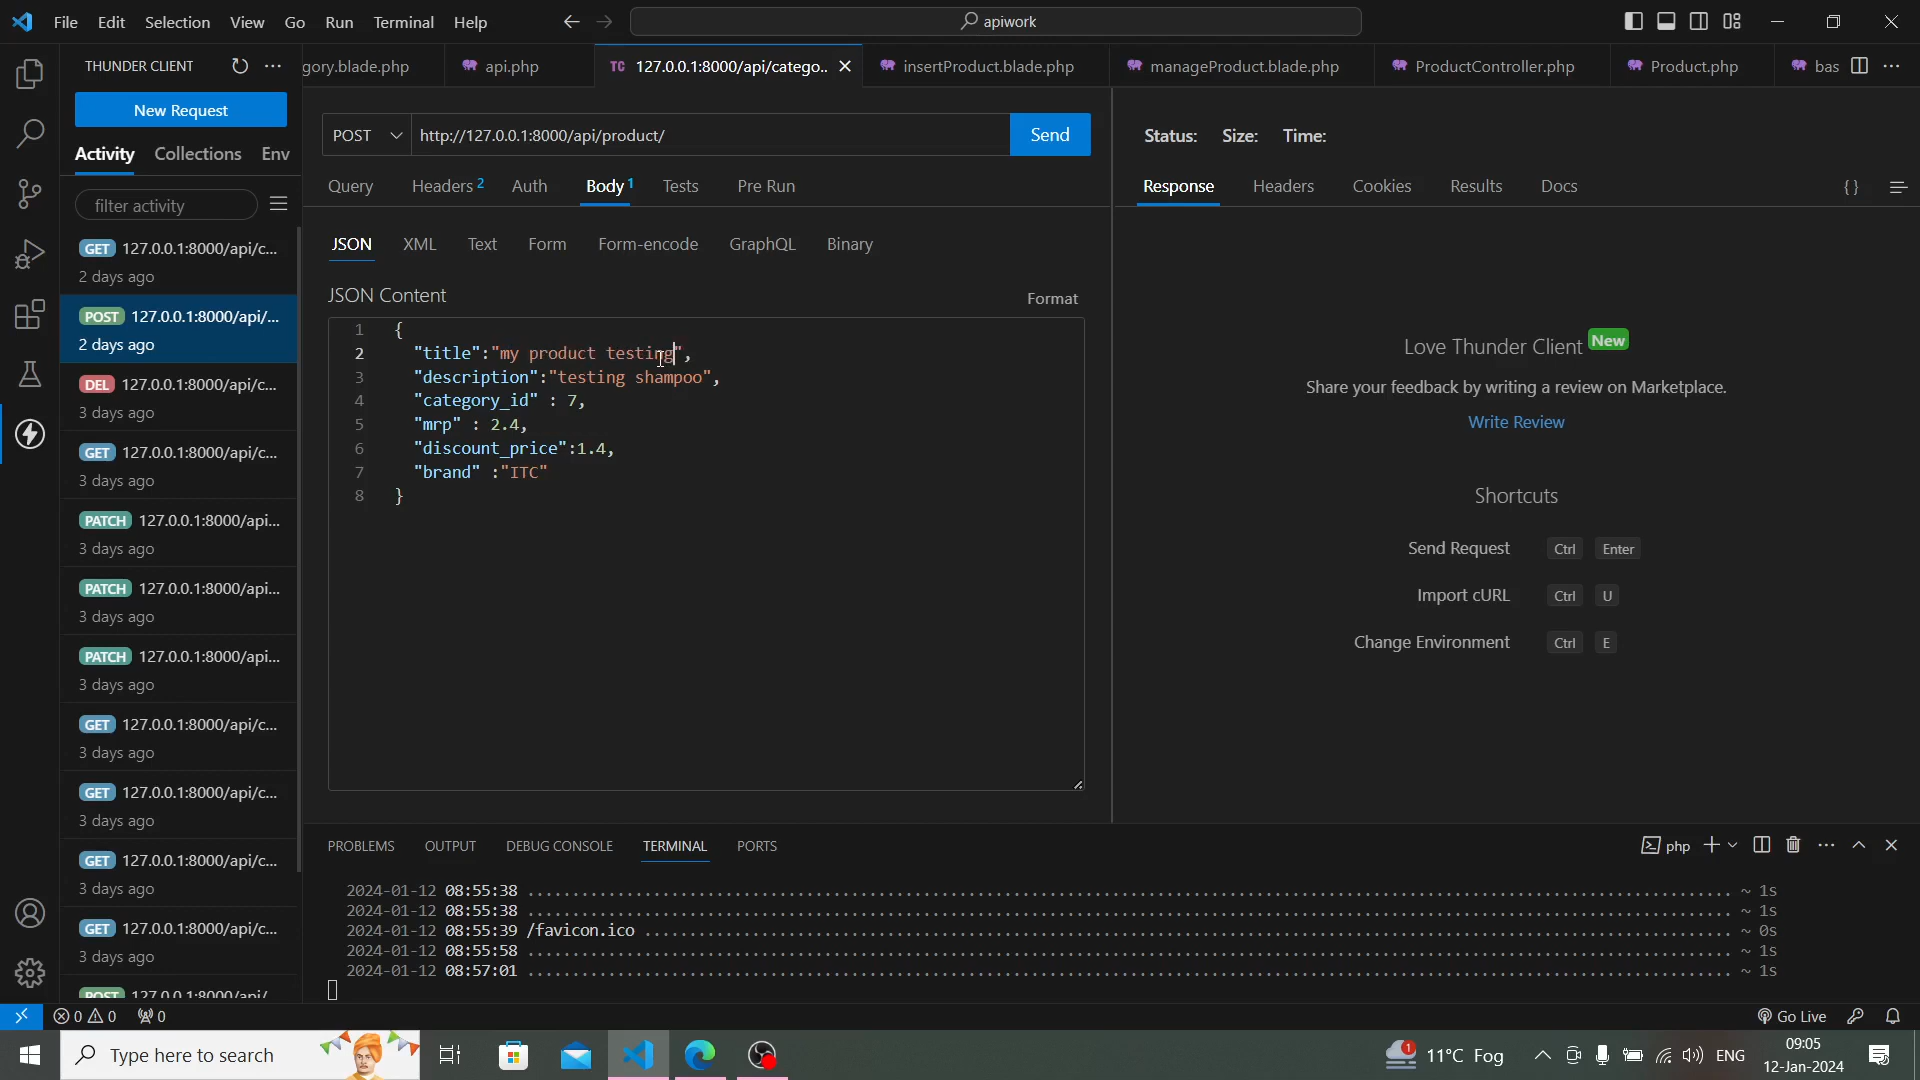 File Edit Selection View Go Run Terminal Help
apiwork
THUNDER CLIENT
gory.blade.php
api.php
TC 127.0.0.1:8000/api/catego..
insertProduct.blade.php
manageProduct.blade.php
ProductController.php
Product.php
bas
New Request
Activity Collections Env
filter activity
GET 127.0.0.1:8000/api/c...
2 days ago
POST 127.0.0.1:8000/api/...
2 days ago
DEL 127.0.0.1:8000/api/c...
3 days ago
GET 127.0.0.1:8000/api/c...
3 days ago
PATCH 127.0.0.1:8000/api...
3 days ago
PATCH 127.0.0.1:8000/api...
3 days ago
PATCH 127.0.0.1:8000/api...
3 days ago
GET 127.0.0.1:8000/api/c...
3 days ago
GET 127.0.0.1:8000/api/c...
3 days ago
GET 127.0.0.1:8000/api/c...
3 days ago
GET 127.0.0.1:8000/api/c...
3 days ago
POST 127.0.0.1:8000/api/
POST http://127.0.0.1:8000/api/product/ Send
Query Headers 2 Auth Body 1 Tests Pre Run
JSON XML Text Form Form-encode GraphQL Binary
JSON Content
Format
1 {
2 "title":"my product testing",
3 "description":"testing shampoo",
4 "category_id" : 7,
5 "mrp" : 2.4,
6 "discount_price":1.4,
7 "brand" :"ITC"
8 }
Status: Size: Time:
Response Headers Cookies Results Docs
{}
Love Thunder Client New
Share your feedback by writing a review on Marketplace.
Write Review
Shortcuts
Send Request Ctrl Enter
Import cURL Ctrl U
Change Environment Ctrl E
PROBLEMS OUTPUT DEBUG CONSOLE TERMINAL PORTS
php
2024-01-12 08:55:38 ........ ~ 1s
2024-01-12 08:55:38 ........ ~ 1s
2024-01-12 08:55:39 /favicon.ico ........ ~ 0s
2024-01-12 08:55:58 ........ ~ 1s
2024-01-12 08:57:01 ........ ~ 1s
0 0 0
Go Live
Type here to search
1
11°C Fog
ENG
09:05
12-Jan-2024